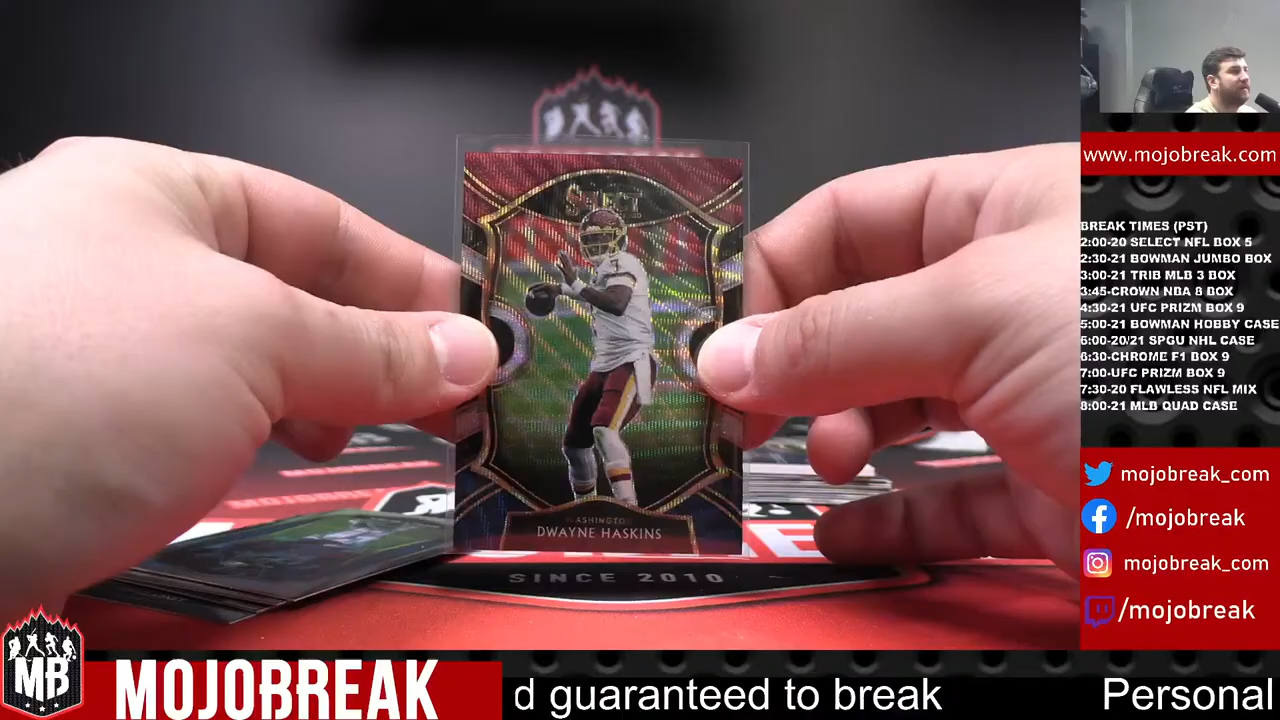 SELECT
WASHINGTON
DWAYNE HASKINS
SINCE 2010
www.mojobreak.com
BREAK TIMES (PST)
2:00-20 SELECT NFL BOX 5
2:30-21 BOWMAN JUMBO BOX
3:00-21 TRIB MLB 3 BOX
3:45-CROWN NBA 8 BOX
4:30-21 UFC PRIZM BOX 9
5:00-21 BOWMAN HOBBY CASE
6:00-20/21 SPGU NHL CASE
6:30-CHROME F1 BOX 9
7:00-UFC PRIZM BOX 9
7:30-20 FLAWLESS NFL MIX
8:00-21 MLB QUAD CASE
mojobreak_com
/mojobreak
mojobreak_com
/mojobreak
MB
MOJOBREAK
d guaranteed to break Personal